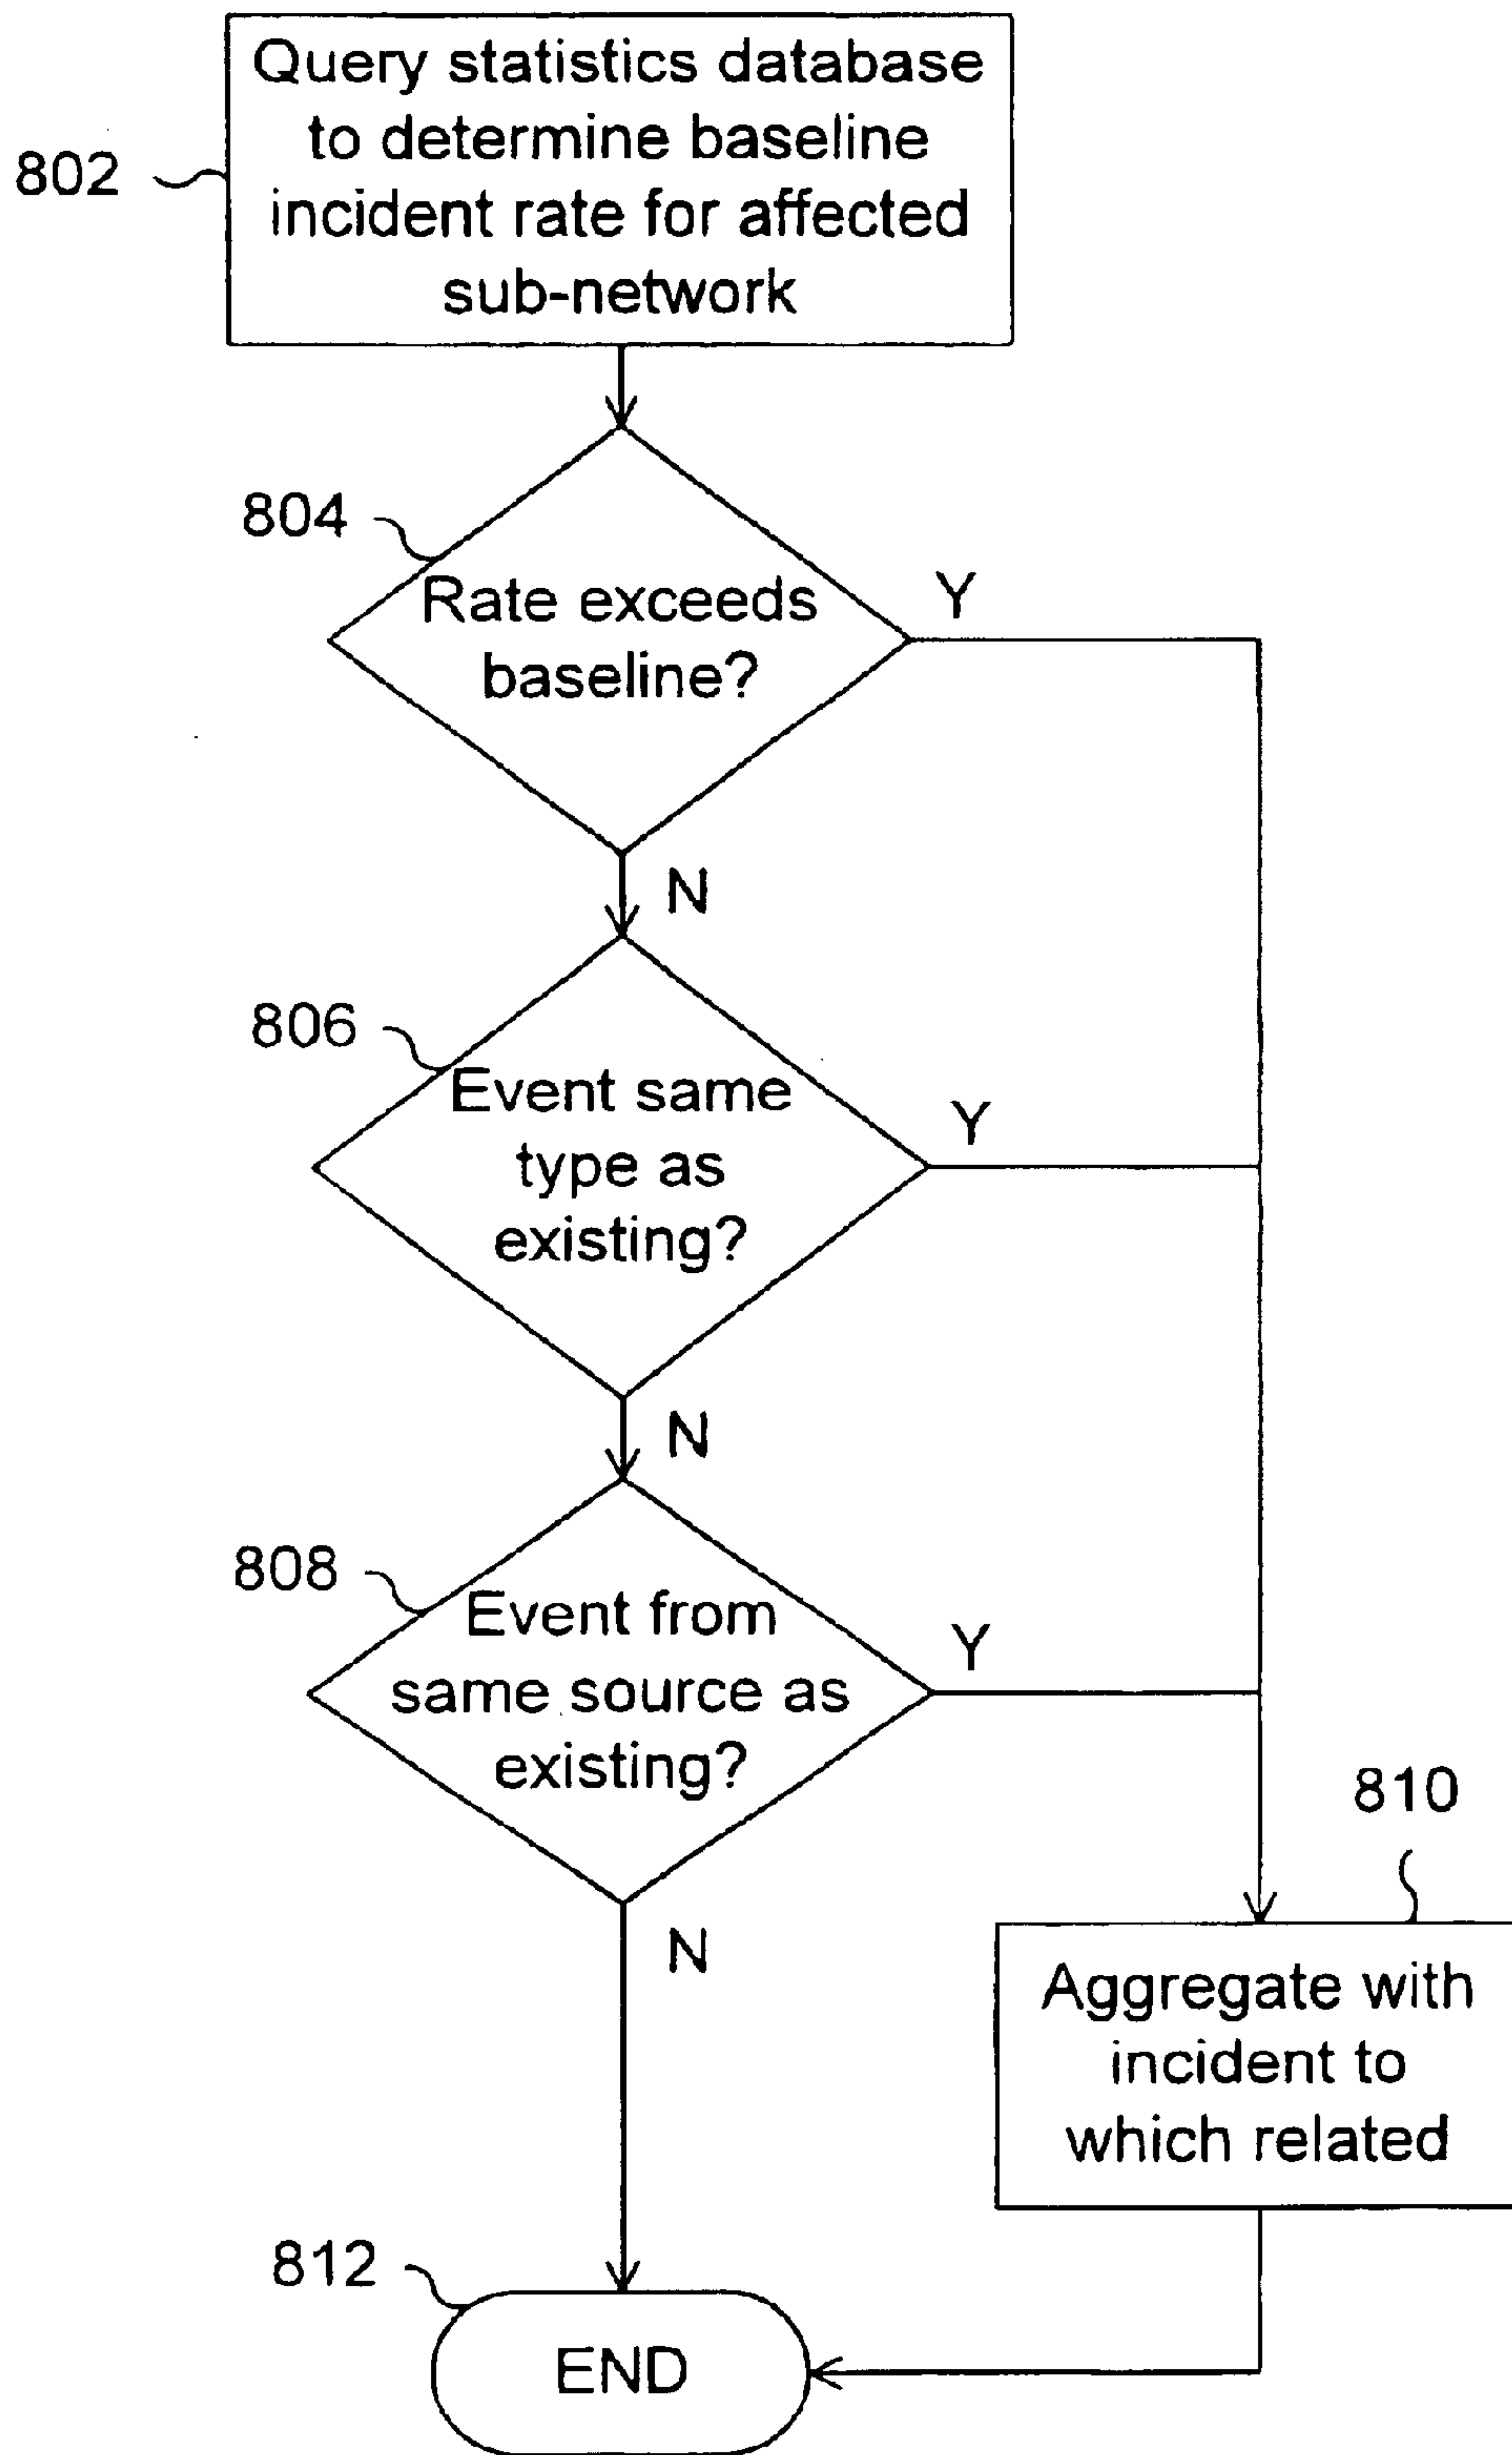 Query statistics database
to determine baseline
incident rate for affected
sub-network
802
804
Rate exceeds
baseline?
Y
N
806
Event same
type as
existing?
Y
N
808
Event from
same source as
existing?
Y
N
810
Aggregate with
incident to
which related
812
END